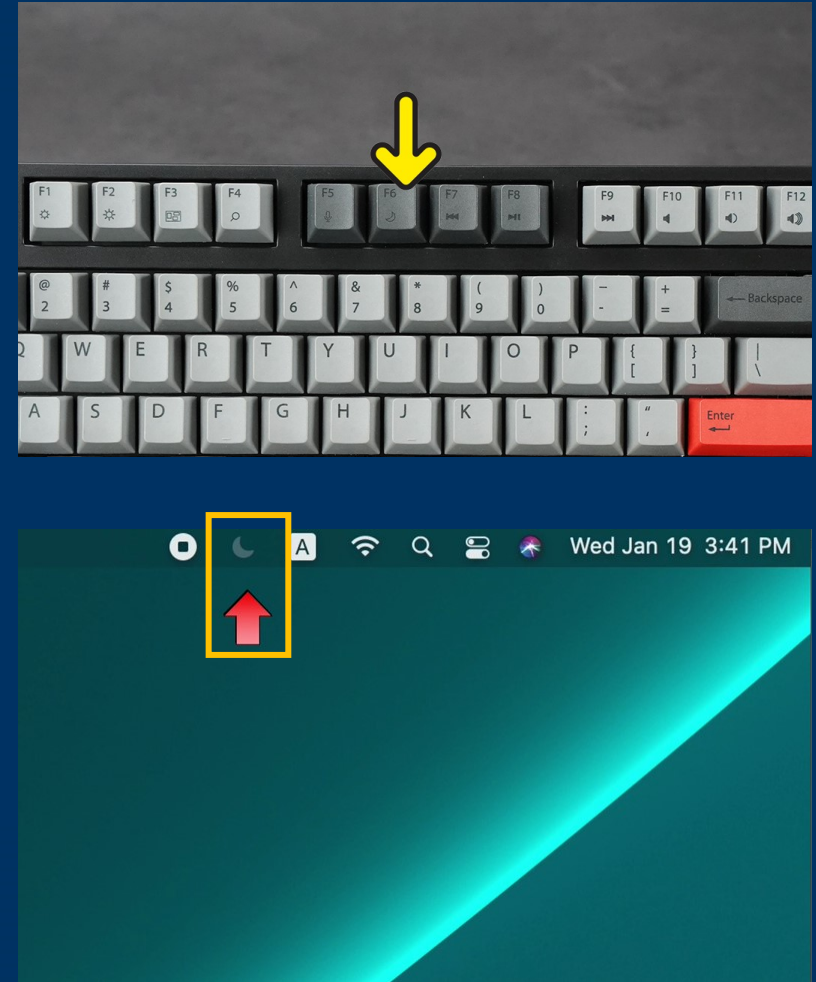 F1 F2 F3 F4 F5 F6 F7 F8 F9 F10 F11 F12
@ # $ % ^ & * ( ) – +
2 3 4 5 6 7 8 9 0 - = Backspace
Q W E R T Y U I O P { } |
[ ] \
A S D F G H J K L : " Enter
; '
A Wed Jan 19 3:41 PM